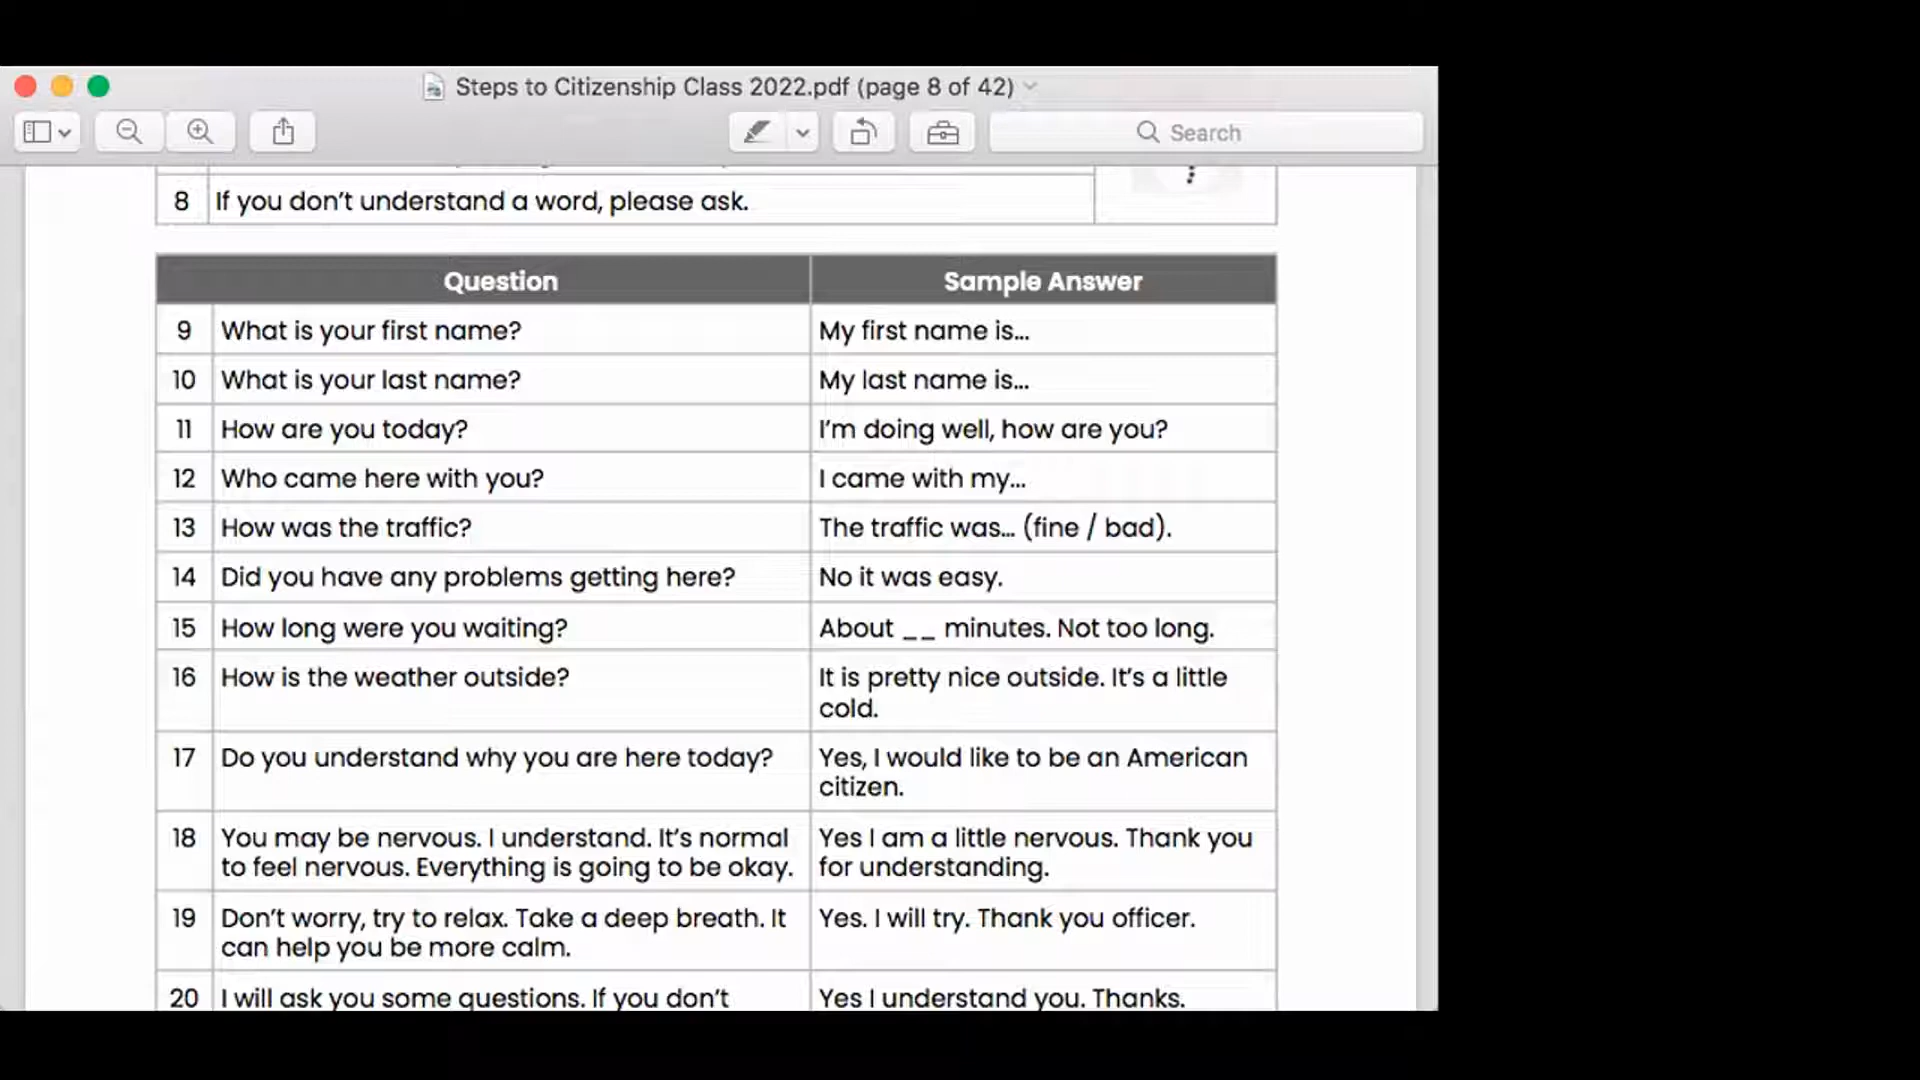 Steps to Citizenship Class 2022.pdf (page 8 of 42)
Search
8 If you don't understand a word, please ask.
Question Sample Answer
9 What is your first name? My first name is...
10 What is your last name? My last name is...
11 How are you today? I'm doing well, how are you?
12 Who came here with you? I came with my...
13 How was the traffic? The traffic was... (fine / bad).
14 Did you have any problems getting here? No it was easy.
15 How long were you waiting? About __ minutes. Not too long.
16 How is the weather outside? It is pretty nice outside. It's a little
cold.
17 Do you understand why you are here today? Yes, I would like to be an American
citizen.
18 You may be nervous. I understand. It's normal Yes I am a little nervous. Thank you
to feel nervous. Everything is going to be okay. for understanding.
19 Don't worry, try to relax. Take a deep breath. It Yes. I will try. Thank you officer.
can help you be more calm.
20 I will ask you some questions. If you don't Yes I understand you. Thanks.